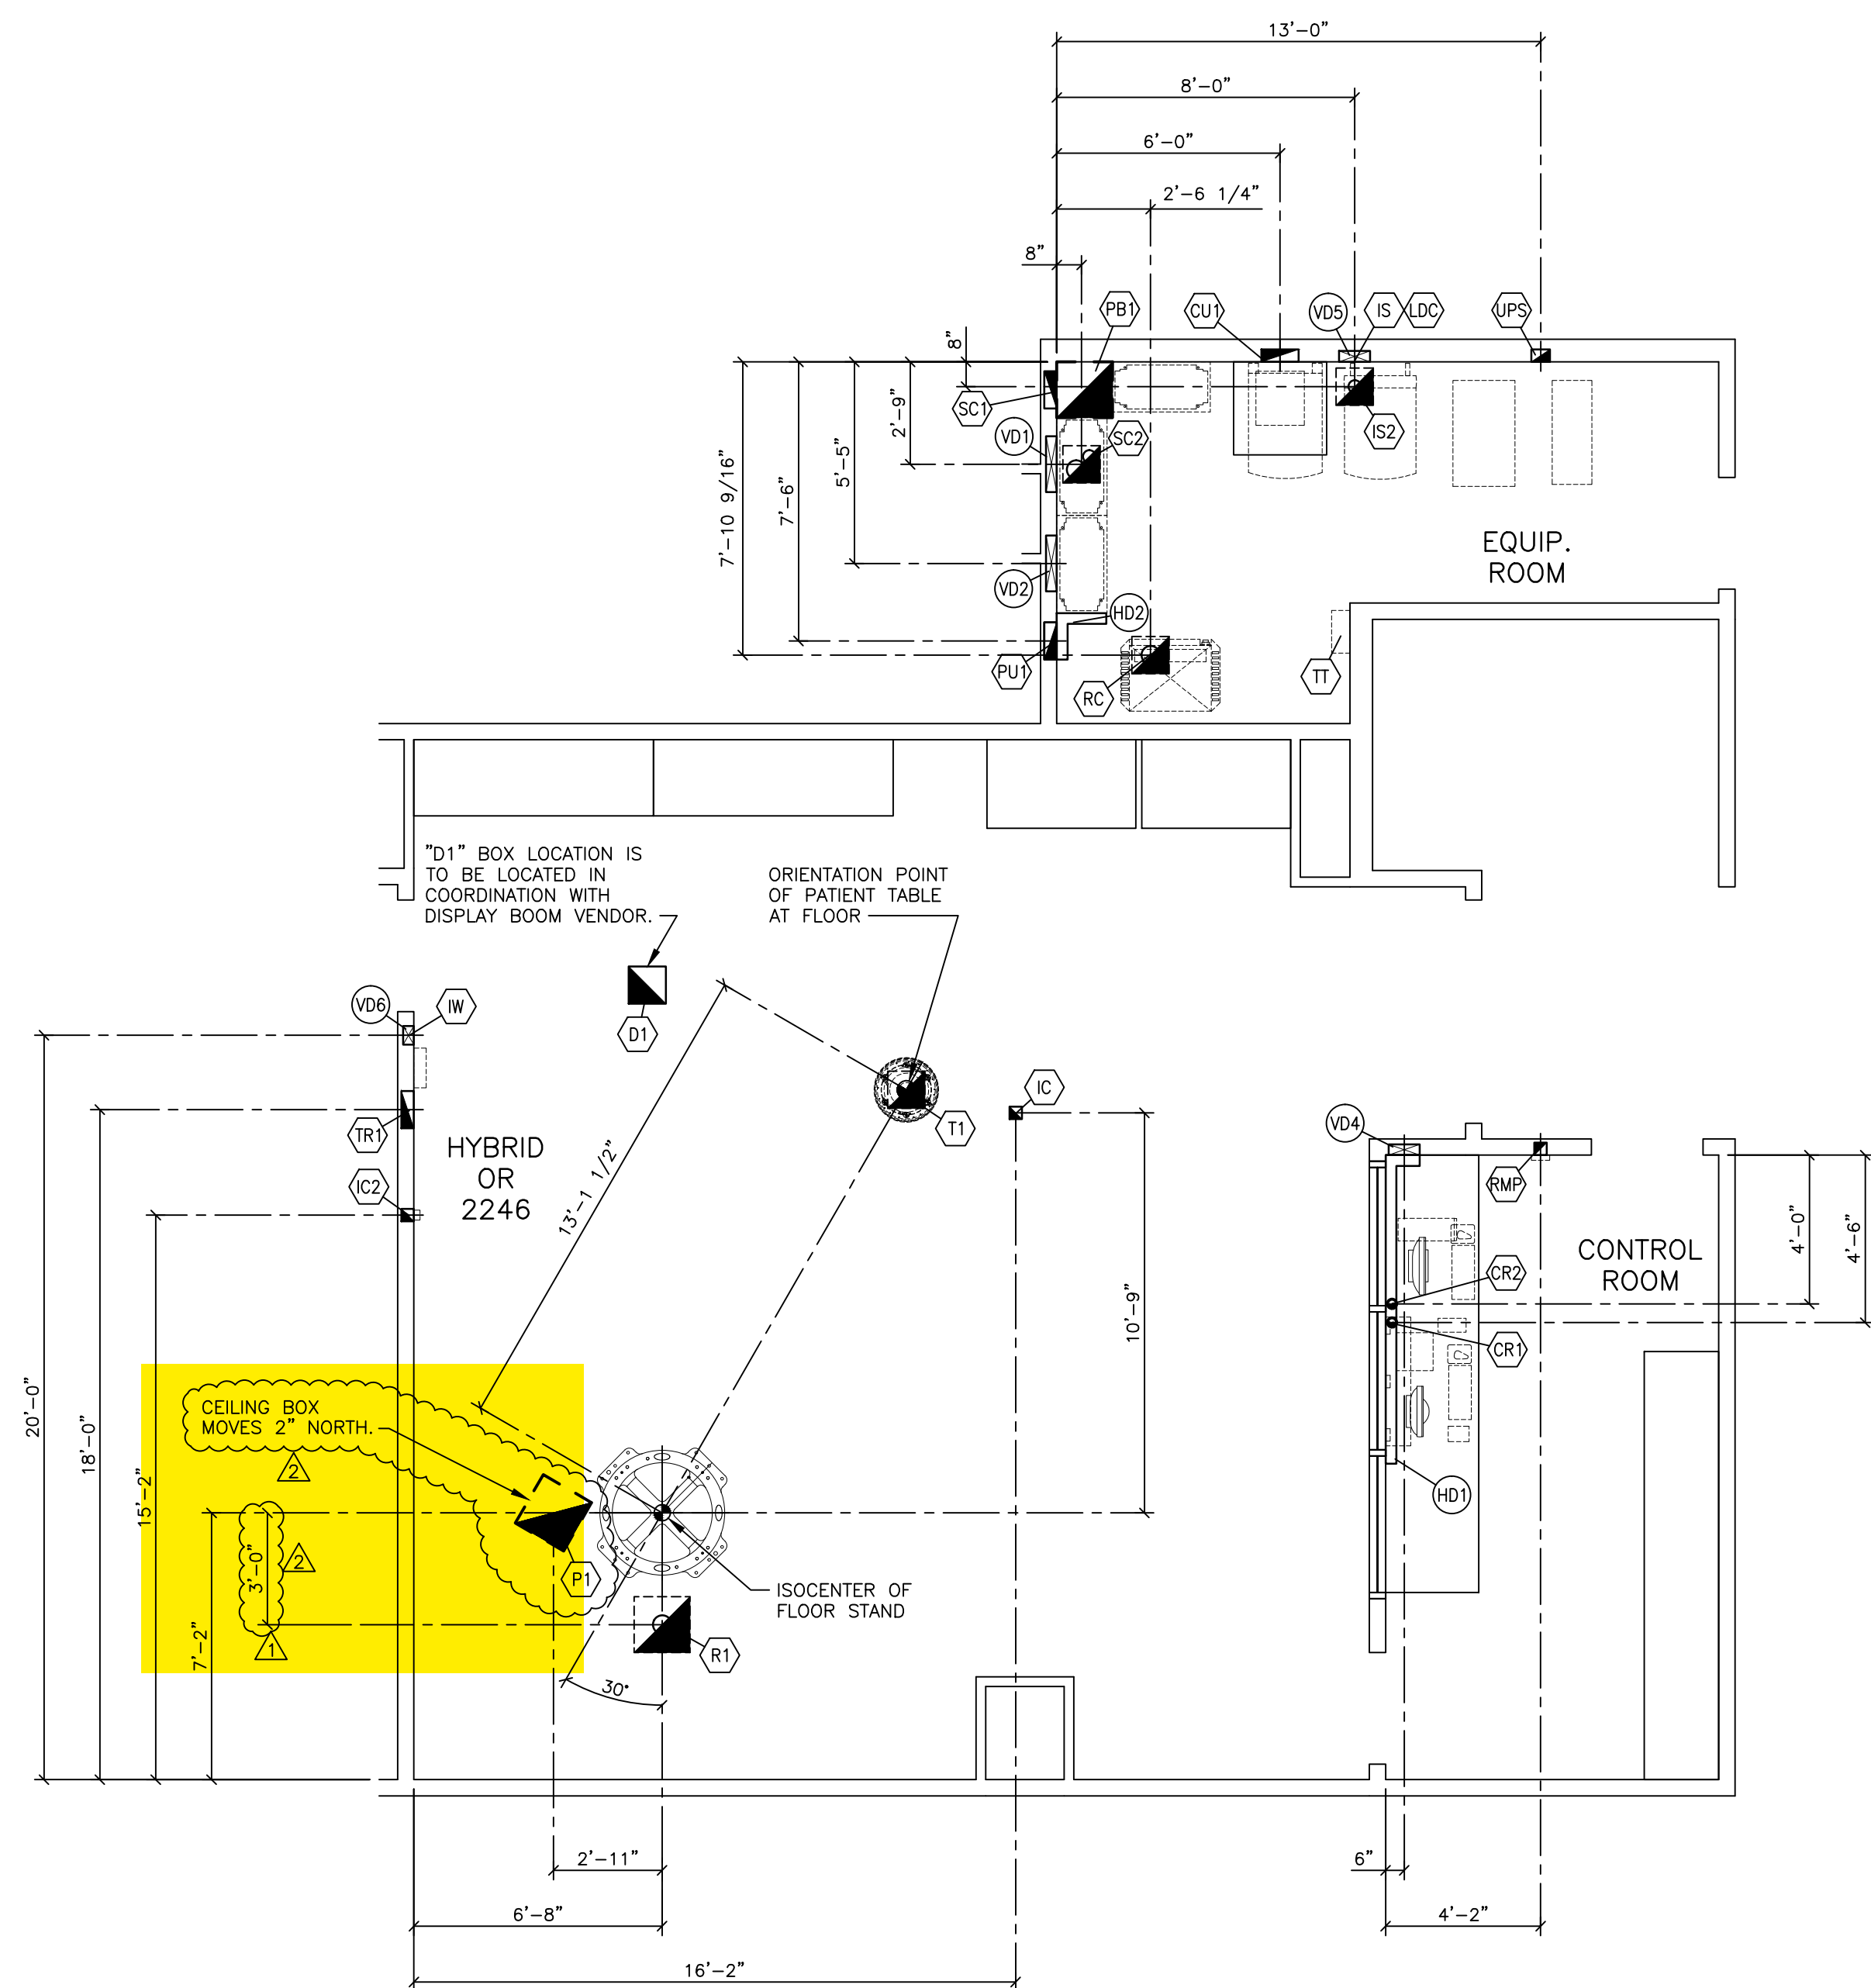 13'-0"
8'-0"
6'-0"
2'-6 1/4"
8"
PB1
CU1
VD5
IS
LDC
UPS
8"
SC1
2'-9"
VD1
SC2
IS2
5'-5"
7'-6"
7'-10 9/16"
EQUIP.
ROOM
VD2
HD2
PU1
RC
TT
"D1" BOX LOCATION IS
TO BE LOCATED IN
COORDINATION WITH
DISPLAY BOOM VENDOR.
ORIENTATION POINT
OF PATIENT TABLE
AT FLOOR
VD6
IW
D1
IC
T1
TR1
HYBRID
OR
2246
IC2
13'-1 1/2"
VD4
RMP
CONTROL
ROOM
4'-0"
4'-6"
CR2
CR1
10'-9"
20'-0"
18'-0"
15'-2"
CEILING BOX
MOVES 2" NORTH.
2
HD1
3'-0"
2
P1
ISOCENTER OF
FLOOR STAND
7'-2"
1
R1
30°
2'-11"
6"
6'-8"
4'-2"
16'-2"